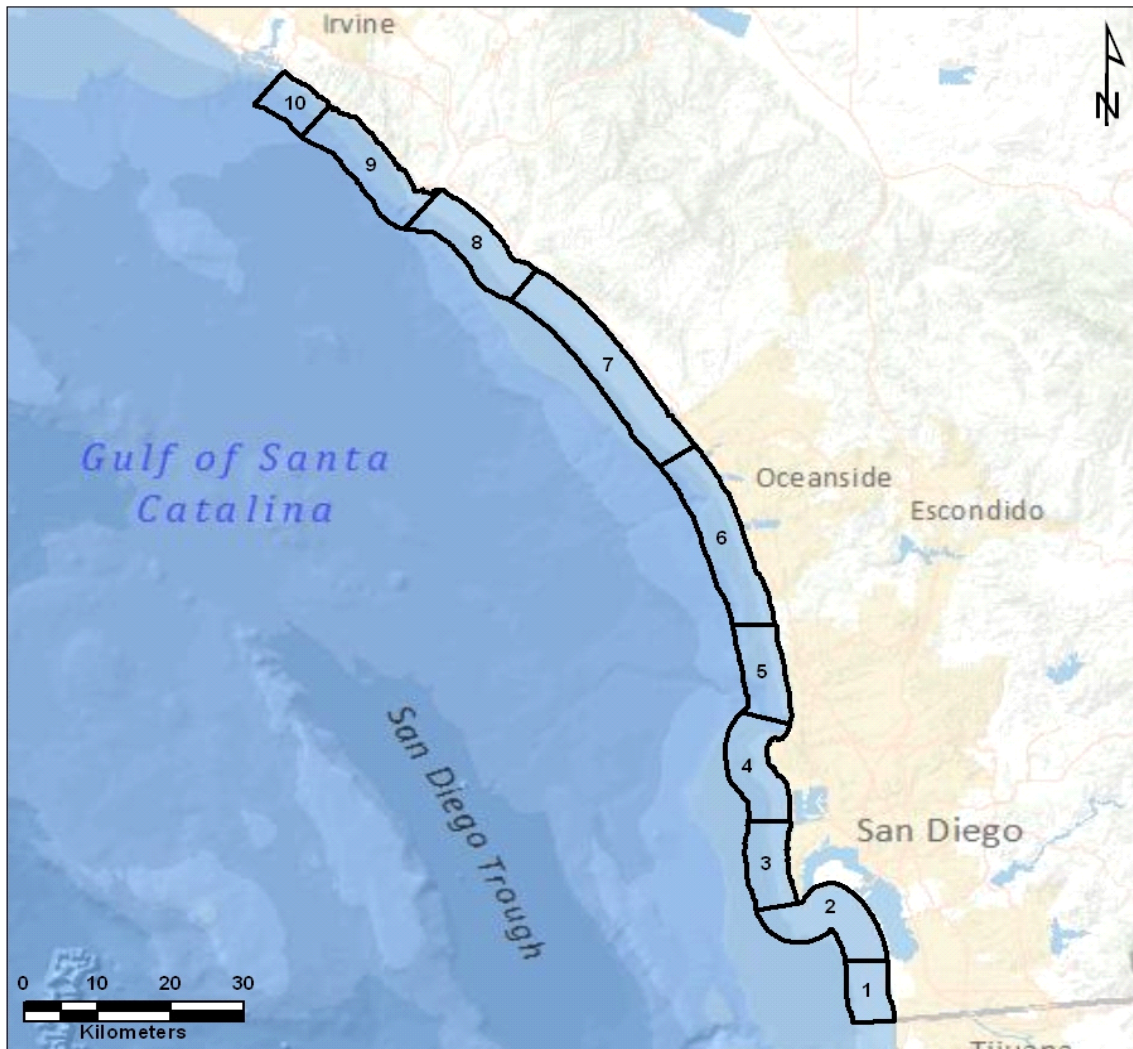 Irvine
N
10
9
8
7
Gulf of Santa
Catalina
Oceanside
Escondido
6
5
San Diego Trough
4
San Diego
3
2
1
0 10 20 30
Kilometers